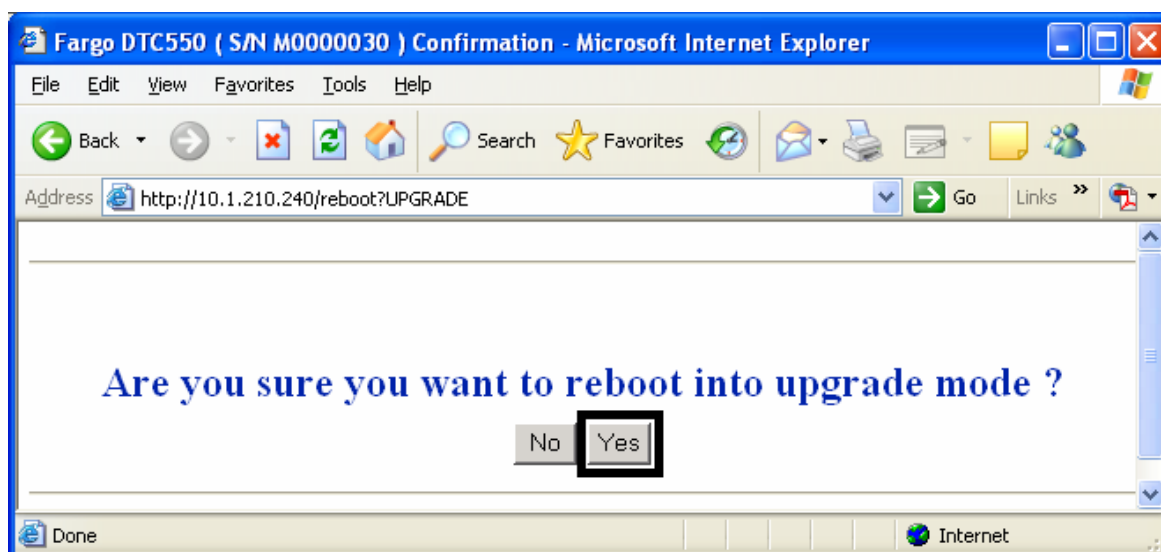 Fargo DTC550 ( S/N M0000030 ) Confirmation - Microsoft Internet Explorer
File Edit View Favorites Tools Help
Back Search Favorites
Address http://10.1.210.240/reboot?UPGRADE Go Links »
Are you sure you want to reboot into upgrade mode ?
No Yes
Done Internet